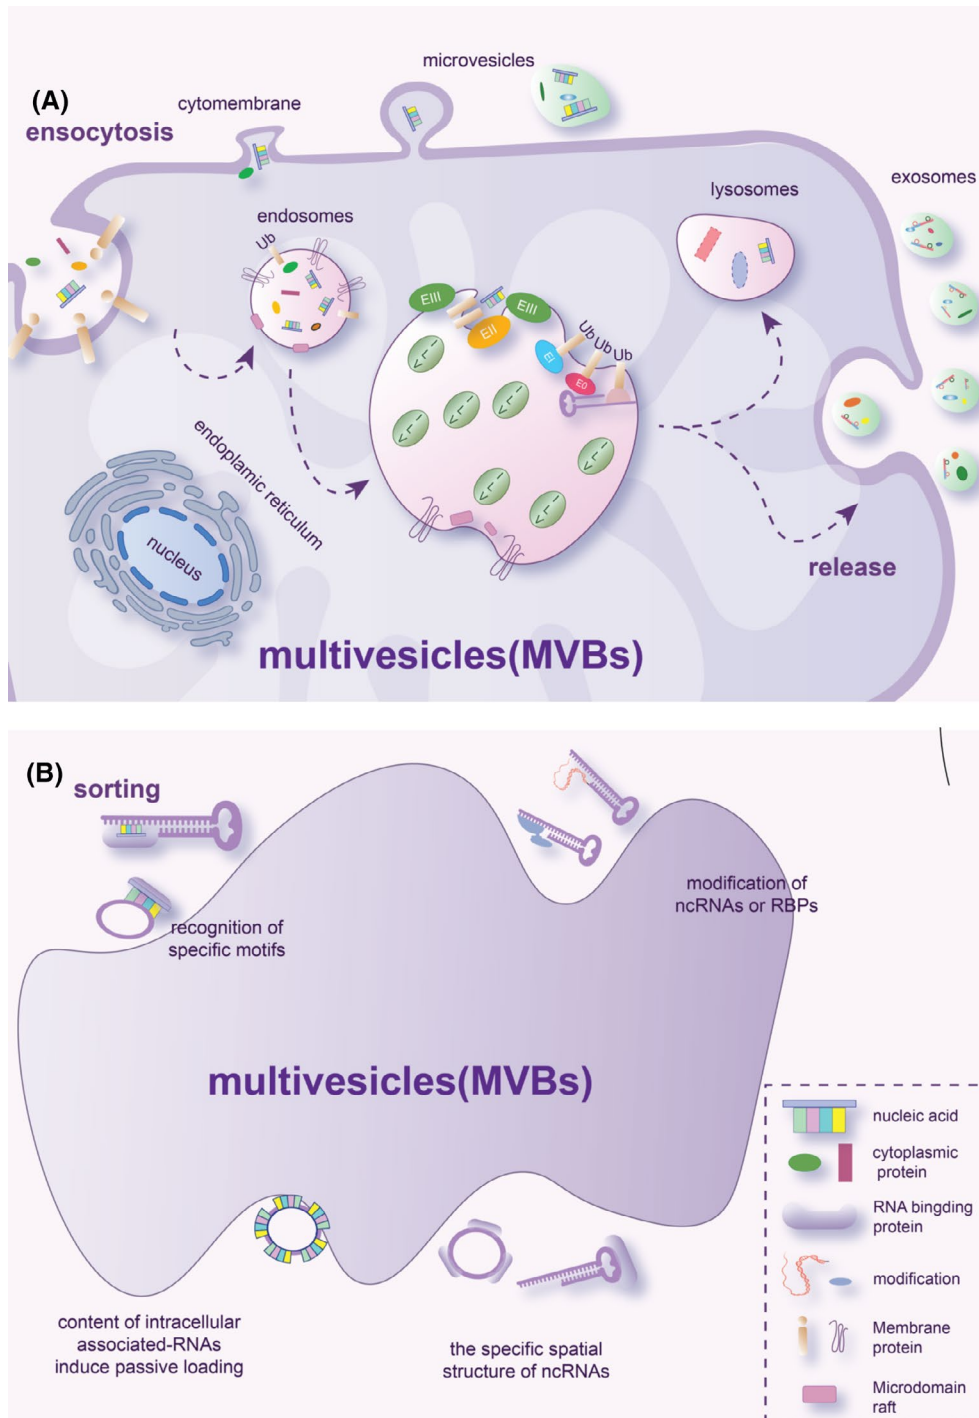 (A)
ensocytosis
cytomembrane
microvesicles
exosomes
lysosomes
endosomes
Ub
EIII
EIII
EII
EI
E0
Ub
Ub
Ub
endoplamic reticulum
nucleus
release
multivesicles(MVBs)
(B)
sorting
recognition of
specific motifs
modification of
ncRNAs or RBPs
multivesicles(MVBs)
content of intracellular
associated-RNAs
induce passive loading
the specific spatial
structure of ncRNAs
nucleic acid
cytoplasmic
protein
RNA bingding
protein
modification
Membrane
protein
Microdomain
raft